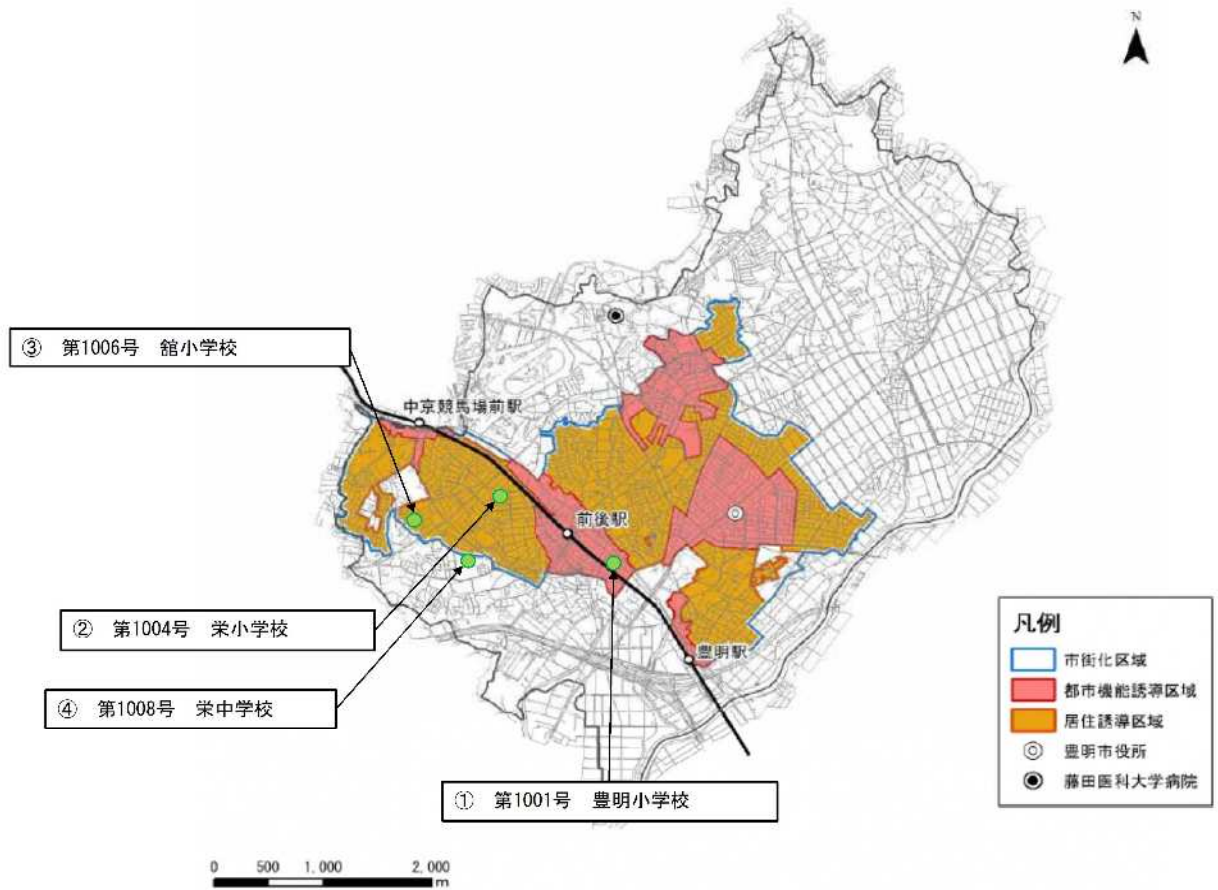 N
③ 第1006号 舘小学校
中京競馬場前駅
前後駅
② 第1004号 栄小学校
豊明駅
④ 第1008号 栄中学校
① 第1001号 豊明小学校
凡例
市街化区域
都市機能誘導区域
居住誘導区域
豊明市役所
藤田医科大学病院
0 500 1,000 2,000
m